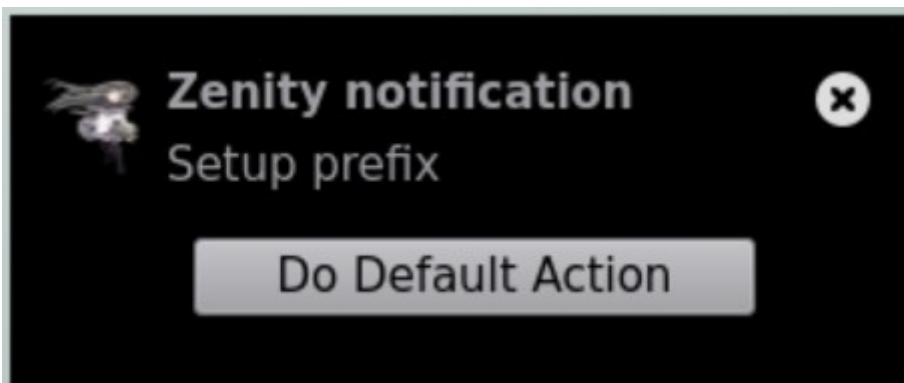 Zenity notification
Setup prefix
Do Default Action